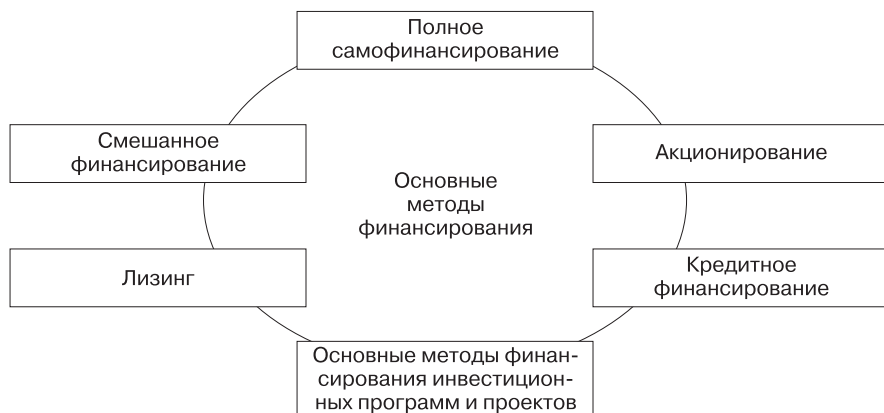 Полное
самофинансирование
Смешанное
финансирование
Акционирование
Основные
методы
финансирования
Лизинг
Кредитное
финансирование
Основные методы финан-
сирования инвестицион-
ных программ и проектов